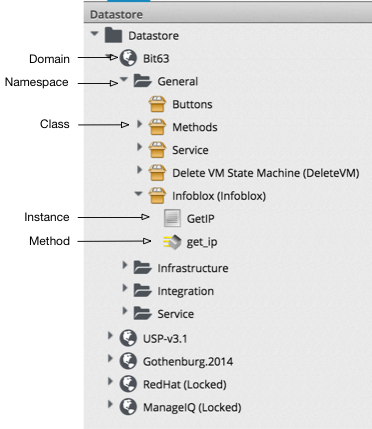 Datastore
Datastore
Domain Bit63
Namespace General
Buttons
Class Methods
Service
Delete VM State Machine (DeleteVM)
Infoblox (Infoblox)
Instance GetIP
Method get_ip
Infrastructure
Integration
Service
USP-v3.1
Gothenburg.2014
RedHat (Locked)
ManageIQ (Locked)